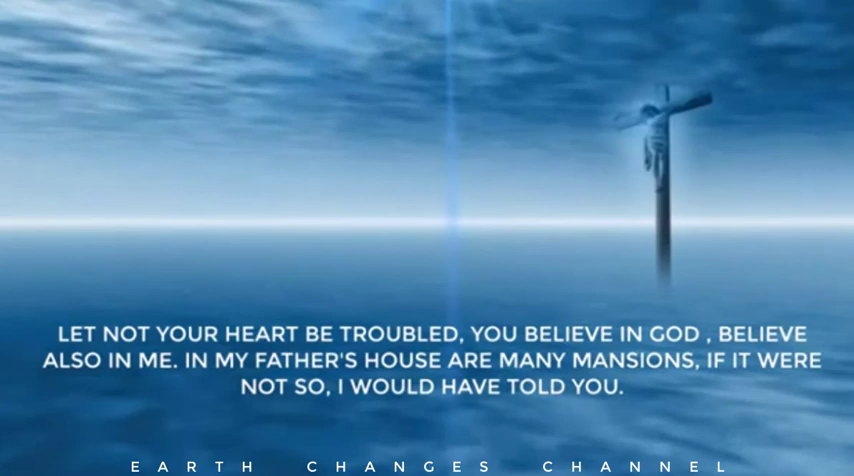 LET NOT YOUR HEART BE TROUBLED, YOU BELIEVE IN GOD , BELIEVE
ALSO IN ME. IN MY FATHER'S HOUSE ARE MANY MANSIONS, IF IT WERE
NOT SO, I WOULD HAVE TOLD YOU.
EARTH CHANGES CHANNEL